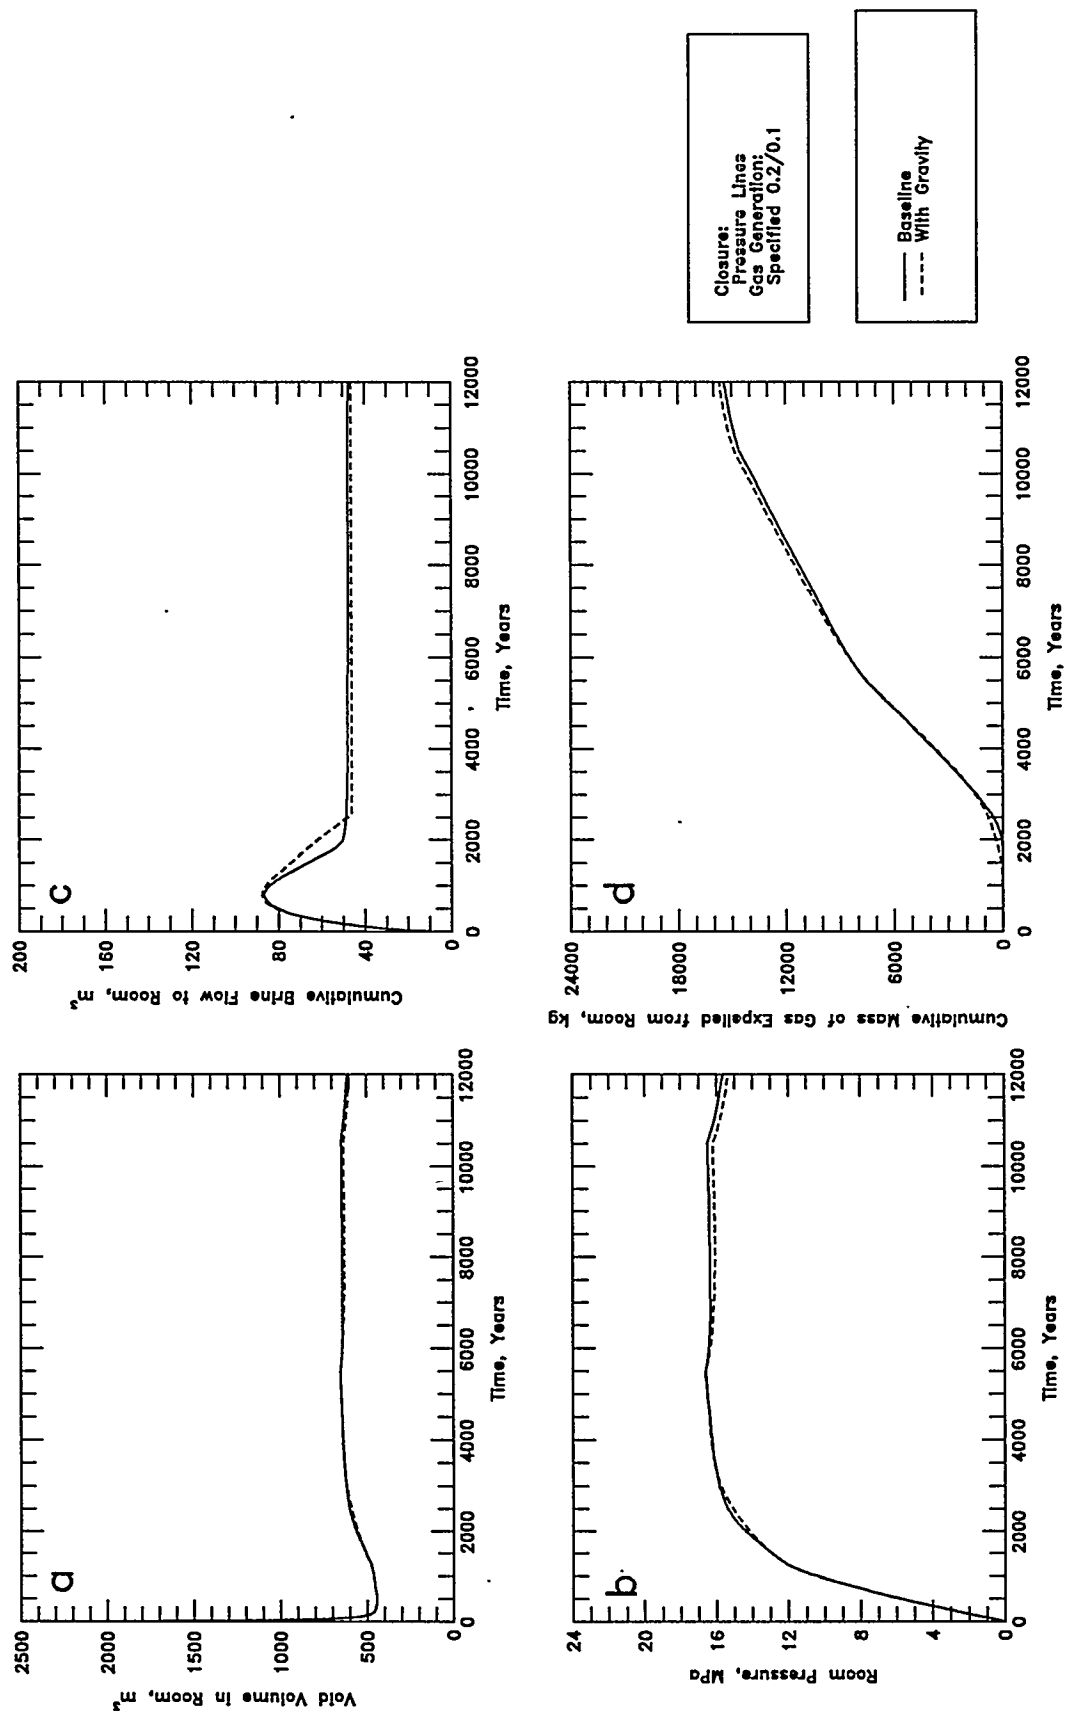 a
Void Volume in Room, m³
2500
2000
1500
1000
500
0
0
2000
4000
6000
8000
10000
12000
Time, Years
c
Cumulative Brine Flow to Room, m³
200
160
120
80
40
0
0
2000
4000
6000
8000
10000
12000
Time, Years
b
Room Pressure, MPa
24
20
16
12
8
4
0
0
2000
4000
6000
8000
10000
12000
Time, Years
d
Cumulative Mass of Gas Expelled from Room, kg
24000
18000
12000
6000
0
0
2000
4000
6000
8000
10000
12000
Time, Years
Closure:
Pressure Lines
Gas Generation:
Specified 0.2/0.1
Baseline
With Gravity